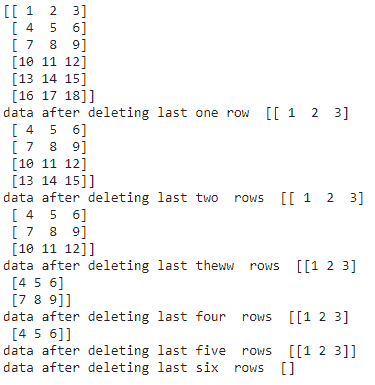 [[ 1  2  3]
 [ 4  5  6]
 [ 7  8  9]
 [10 11 12]
 [13 14 15]
 [16 17 18]]
data after deleting last one row  [[ 1  2  3]
 [ 4  5  6]
 [ 7  8  9]
 [10 11 12]
 [13 14 15]]
data after deleting last two  rows  [[ 1  2  3]
 [ 4  5  6]
 [ 7  8  9]
 [10 11 12]]
data after deleting last theww  rows  [[1 2 3]
 [4 5 6]
 [7 8 9]]
data after deleting last four  rows  [[1 2 3]
 [4 5 6]]
data after deleting last five  rows  [[1 2 3]]
data after deleting last six  rows  []